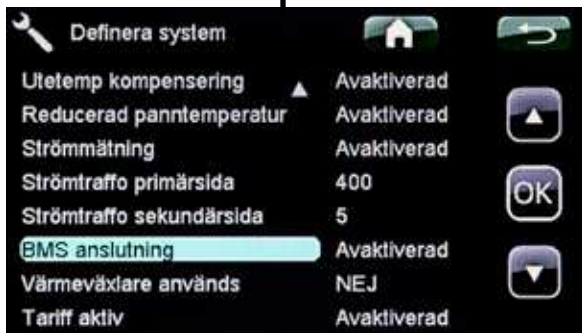 Definera system
Utetemp kompensering Avaktiverad
Reducerad panntemperatur Avaktiverad
Strömmätning Avaktiverad
Strömtraffo primärsida 400
Strömtraffo sekundärsida 5
BMS anslutning Avaktiverad
Värmeväxlare används NEJ
Tariff aktiv Avaktiverad
OK